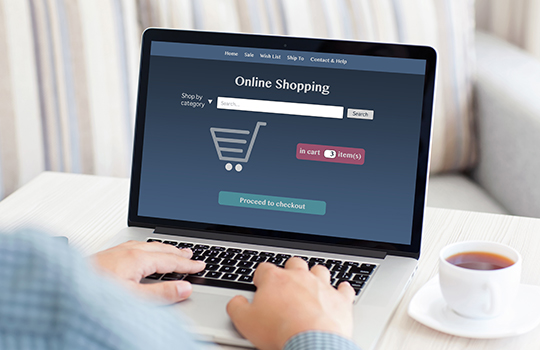 Home Sale Wish List Ship To Contact & Help
Online Shopping
Shop by
category
Search...
Search
in cart 3 item(s)
Proceed to checkout